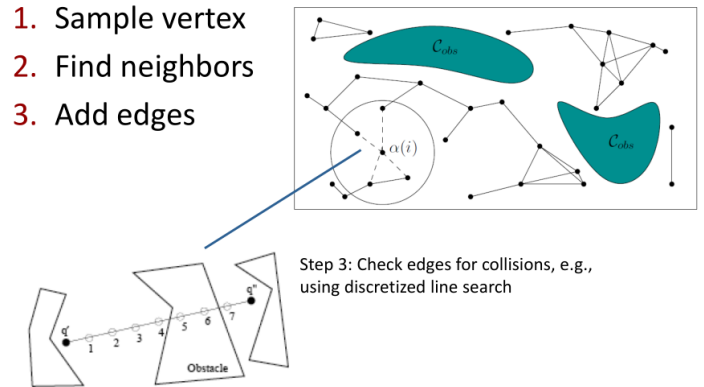 1. Sample vertex
2. Find neighbors
3. Add edges
C_obs
α(i)
C_obs
Step 3: Check edges for collisions, e.g.,
using discretized line search
q'
1
2
3
4
5
6
7
q"
Obstacle